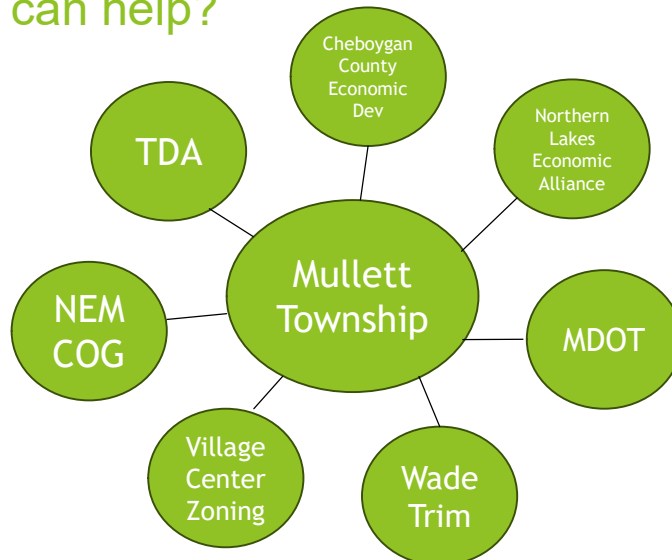 can help?
Cheboygan
County
Economic
Dev
Northern
Lakes
Economic
Alliance
TDA
Mullett
Township
NEM
COG
MDOT
Village
Center
Zoning
Wade
Trim